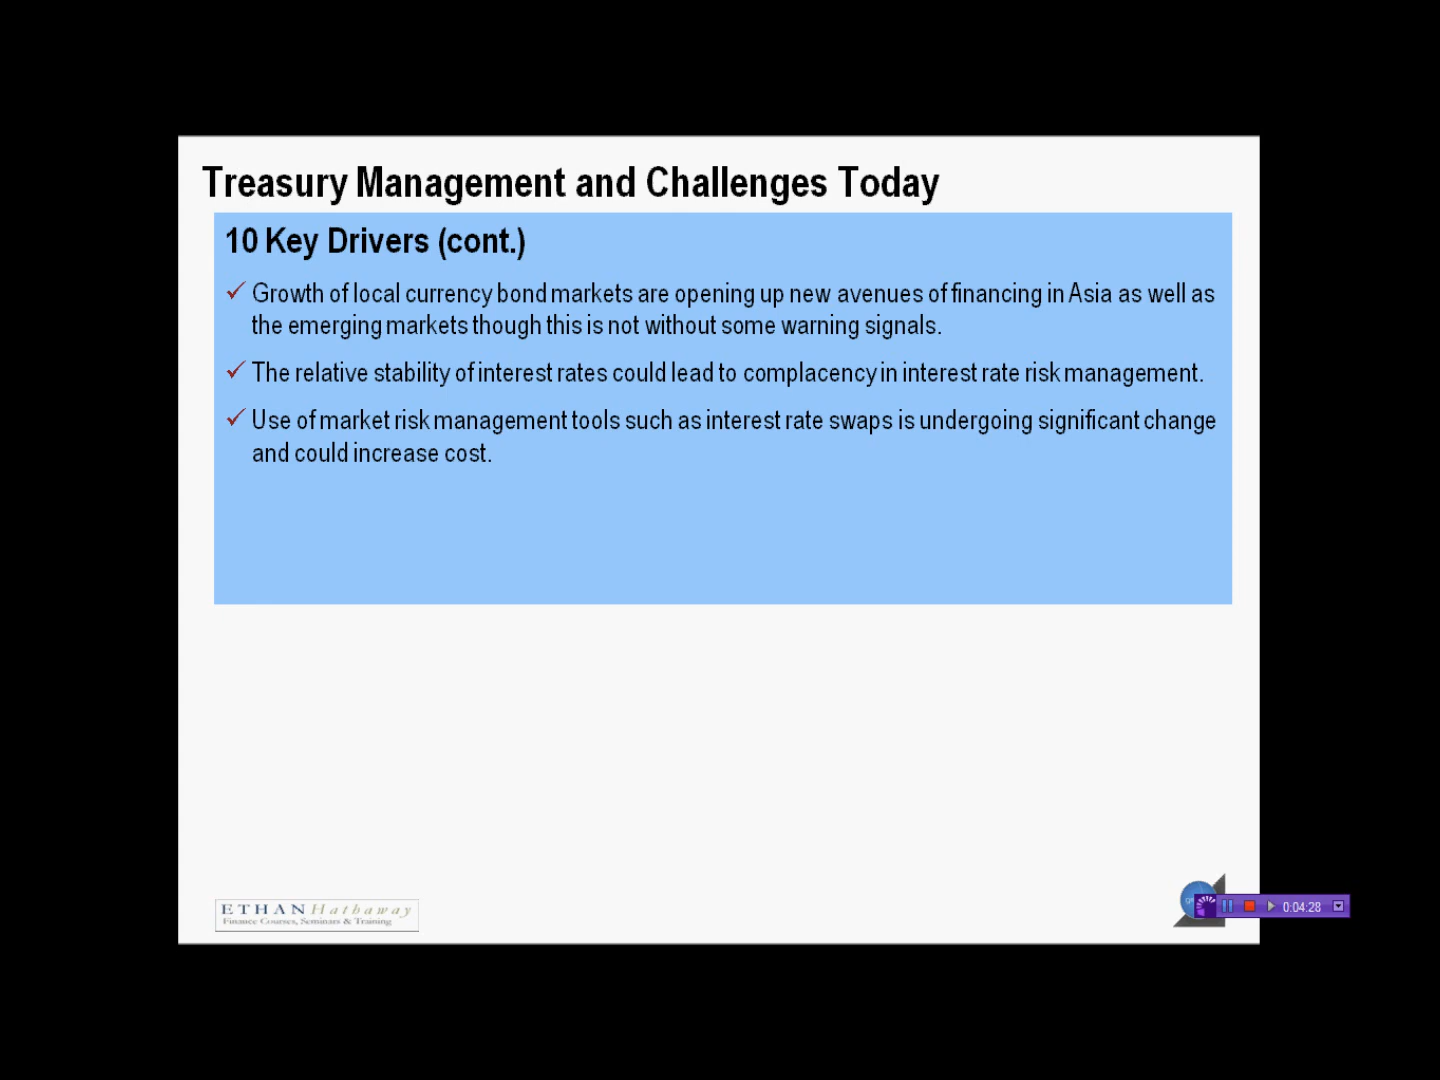 Treasury Management and Challenges Today
10 Key Drivers (cont.)
Growth of local currency bond markets are opening up new avenues of financing in Asia as well as
the emerging markets though this is not without some warning signals.
The relative stability of interest rates could lead to complacency in interest rate risk management.
Use of market risk management tools such as interest rate swaps is undergoing significant change
and could increase cost.
ETHAN Hathaway
Finance Courses, Seminars & Training
0:04:28